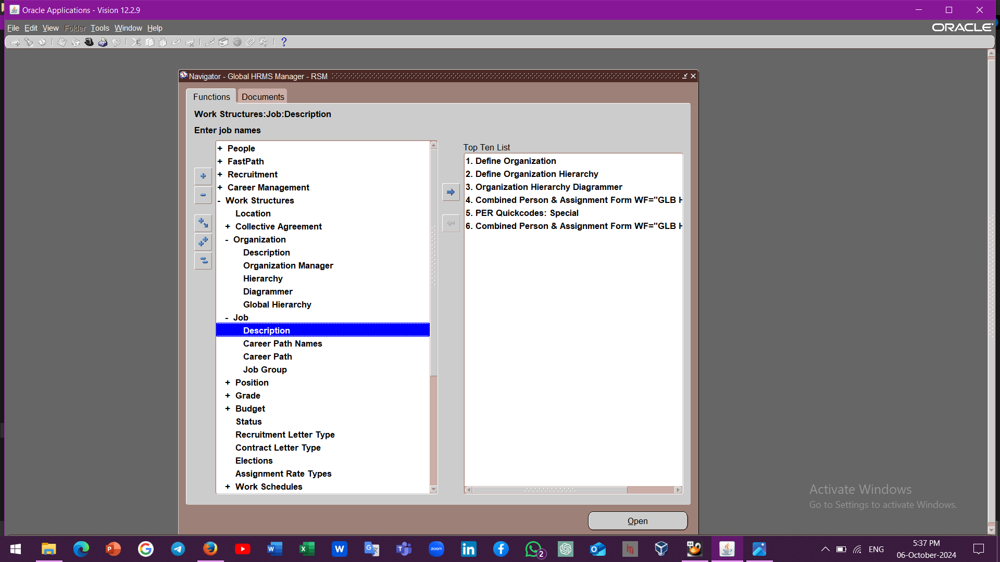 Oracle Applications - Vision 12.2.9
File Edit View Folder Tools Window Help
ORACLE
Navigator - Global HRMS Manager - RSM
Functions Documents
Work Structures:Job:Description
Enter job names
+ People
+ FastPath
+ Recruitment
+ Career Management
- Work Structures
Location
+ Collective Agreement
- Organization
Description
Organization Manager
Hierarchy
Diagrammer
Global Hierarchy
- Job
Description
Career Path Names
Career Path
Job Group
+ Position
+ Grade
+ Budget
Status
Recruitment Letter Type
Contract Letter Type
Elections
Assignment Rate Types
+ Work Schedules
Top Ten List
1. Define Organization
2. Define Organization Hierarchy
3. Organization Hierarchy Diagrammer
4. Combined Person & Assignment Form WF="GLB H
5. PER Quickcodes: Special
6. Combined Person & Assignment Form WF="GLB H
Open
Activate Windows
Go to Settings to activate Windows.
zoom
2
64
ENG
5:37 PM
06-October-2024